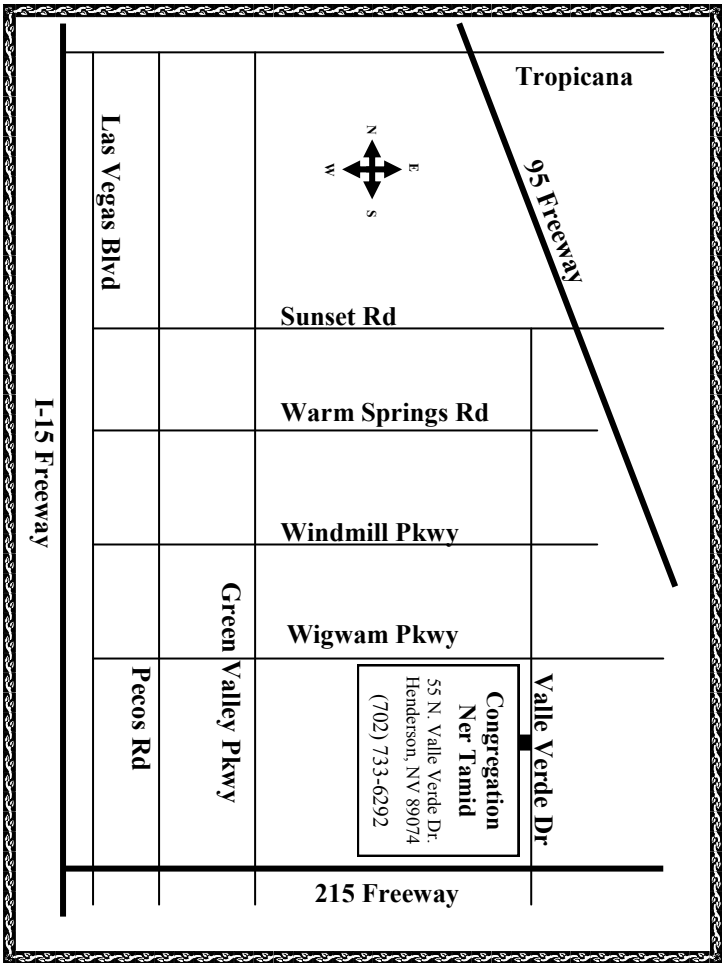 Tropicana
95 Freeway
Las Vegas Blvd
N
E
W
S
Sunset Rd
Warm Springs Rd
I-15 Freeway
Windmill Pkwy
Green Valley Pkwy
Wigwam Pkwy
Pecos Rd
Valle Verde Dr
Congregation
Ner Tamid
55 N. Valle Verde Dr.
Henderson, NV 89074
(702) 733-6292
215 Freeway